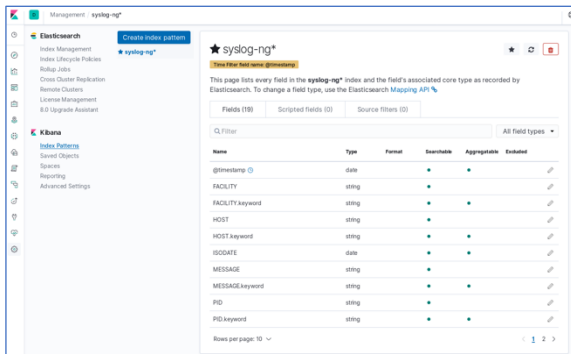 Management / syslog-ng*
Elasticsearch
Index Management
Index Lifecycle Policies
Rollup Jobs
Cross Cluster Replication
Remote Clusters
License Management
8.0 Upgrade Assistant
Kibana
Index Patterns
Saved Objects
Spaces
Reporting
Advanced Settings
Create index pattern
syslog-ng*
syslog-ng*
Time Filter field name: @timestamp
This page lists every field in the syslog-ng* index and the field's associated core type as recorded by
Elasticsearch. To change a field type, use the Elasticsearch Mapping API
Fields (19) Scripted fields (0) Source filters (0)
Filter All field types
Name Type Format Searchable Aggregatable Excluded
@timestamp date
FACILITY string
FACILITY.keyword string
HOST string
HOST.keyword string
ISODATE date
MESSAGE string
MESSAGE.keyword string
PID string
PID.keyword string
Rows per page: 10 < 1 2 >